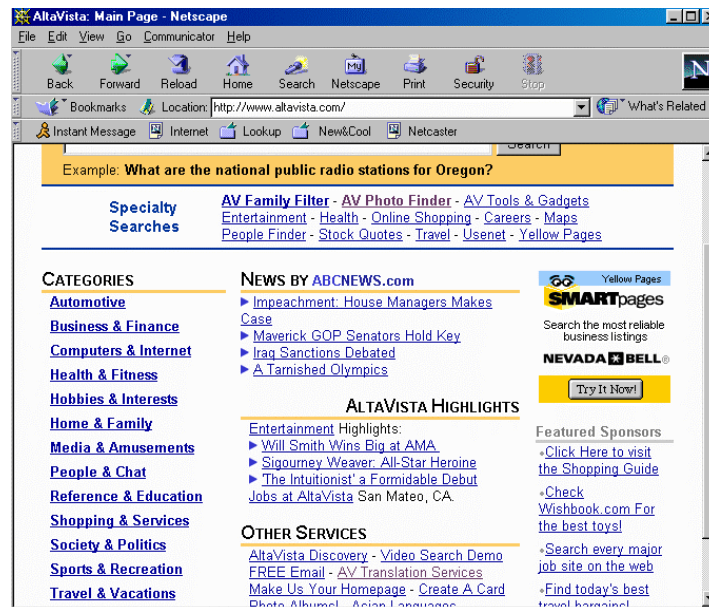 AltaVista: Main Page - Netscape
File Edit View Go Communicator Help
Back Forward Reload Home Search Netscape Print Security Stop
Bookmarks Location: http://www.altavista.com/ What's Related
Instant Message Internet Lookup New&Cool Netcaster
Search
Example: What are the national public radio stations for Oregon?
Specialty
Searches
AV Family Filter - AV Photo Finder - AV Tools & Gadgets
Entertainment - Health - Online Shopping - Careers - Maps
People Finder - Stock Quotes - Travel - Usenet - Yellow Pages
CATEGORIES
Automotive
Business & Finance
Computers & Internet
Health & Fitness
Hobbies & Interests
Home & Family
Media & Amusements
People & Chat
Reference & Education
Shopping & Services
Society & Politics
Sports & Recreation
Travel & Vacations
NEWS BY ABCNEWS.com
Impeachment: House Managers Makes
Case
Maverick GOP Senators Hold Key
Iraq Sanctions Debated
A Tarnished Olympics
ALTAVISTA HIGHLIGHTS
Entertainment Highlights:
Will Smith Wins Big at AMA
Sigourney Weaver: All-Star Heroine
'The Intuitionist' a Formidable Debut
Jobs at AltaVista San Mateo, CA.
OTHER SERVICES
AltaVista Discovery - Video Search Demo
FREE Email - AV Translation Services
Make Us Your Homepage - Create A Card
Photo Albums! - Asian Languages
Yellow Pages
SMARTpages
Search the most reliable
business listings
NEVADA BELL®
Try It Now!
Featured Sponsors
Click Here to visit
the Shopping Guide
Check
Wishbook.com For
the best toys!
Search every major
job site on the web
Find today's best
travel bargains!